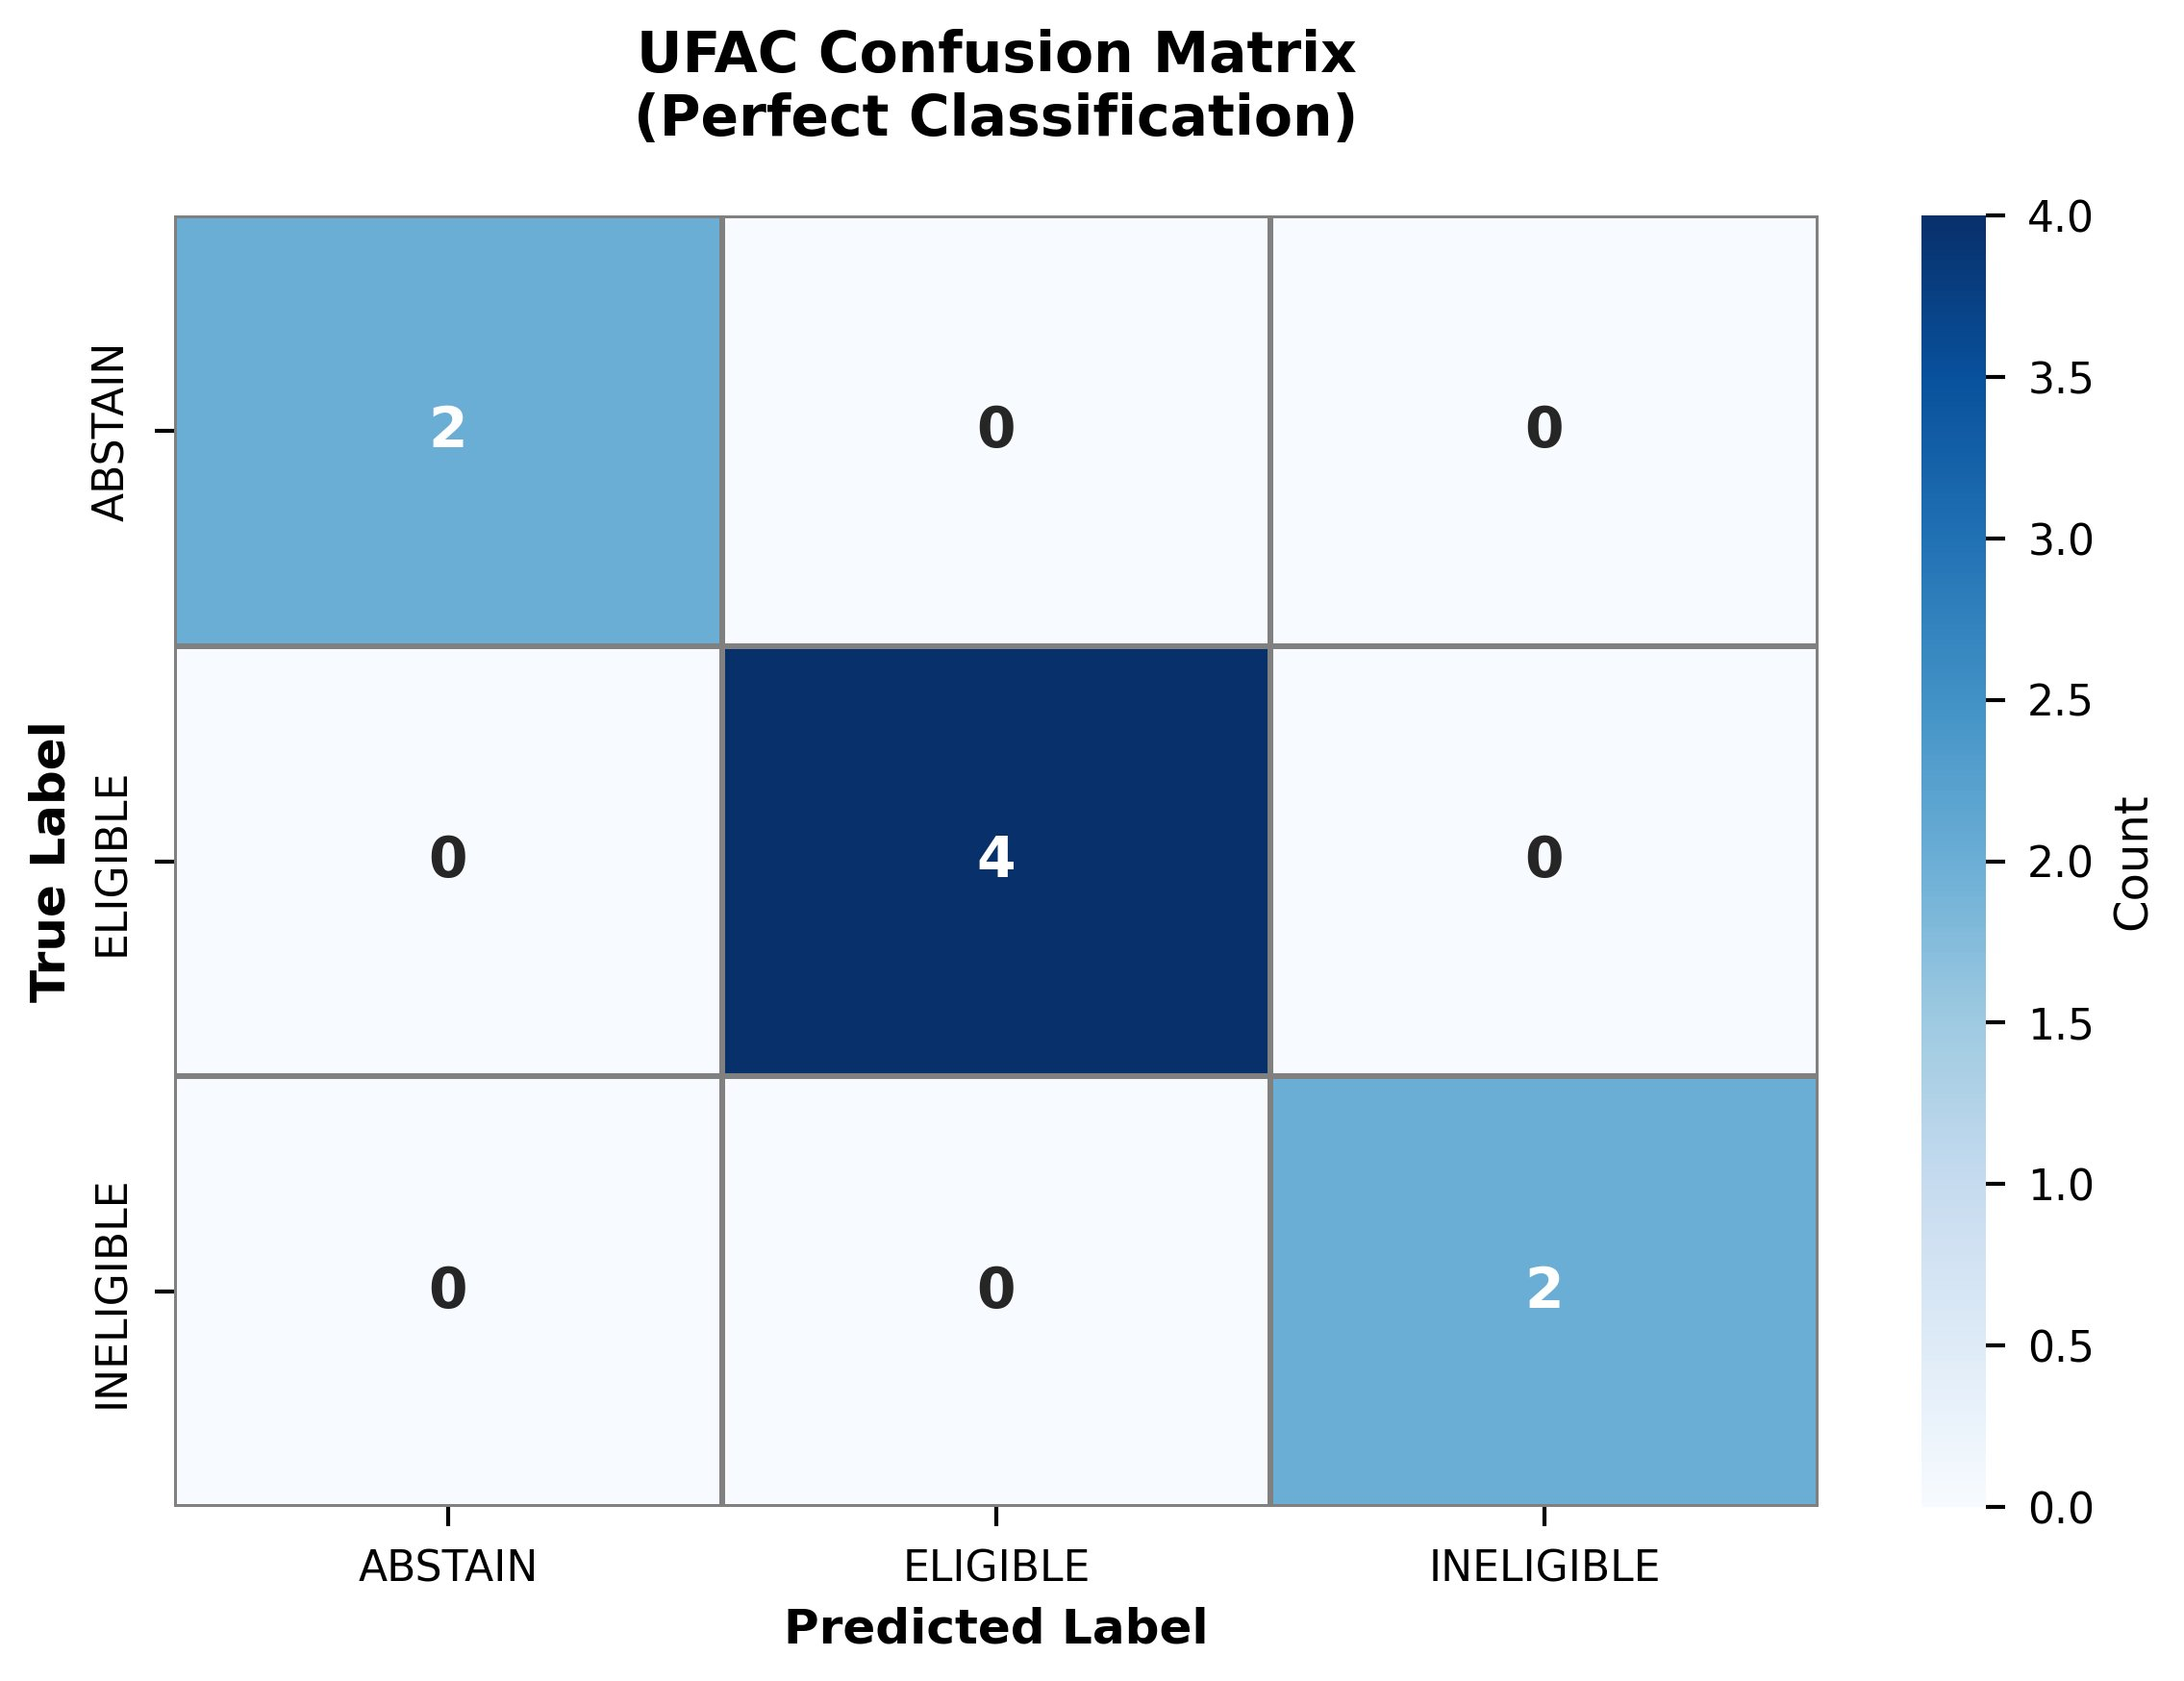 UFAC Confusion Matrix
(Perfect Classification)
True Label
ABSTAIN
2 0 0
ELIGIBLE
0 4 0
INELIGIBLE
0 0 2
ABSTAIN ELIGIBLE INELIGIBLE
Predicted Label
4.0
3.5
3.0
2.5
2.0
1.5
1.0
0.5
0.0
Count